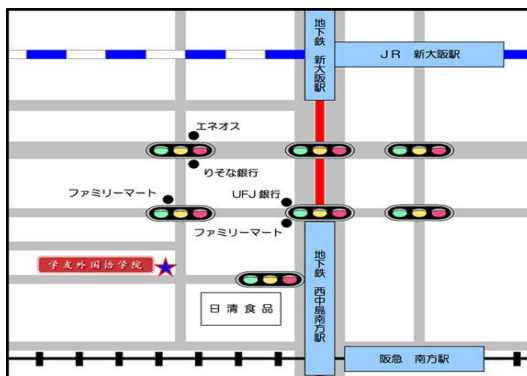 地下鉄 新大阪駅
JR 新大阪駅
エネオス
りそな銀行
ファミリーマート
UFJ銀行
ファミリーマート
学友外国语学院
地下鉄 西中島南方駅
日清食品
阪急 南方駅